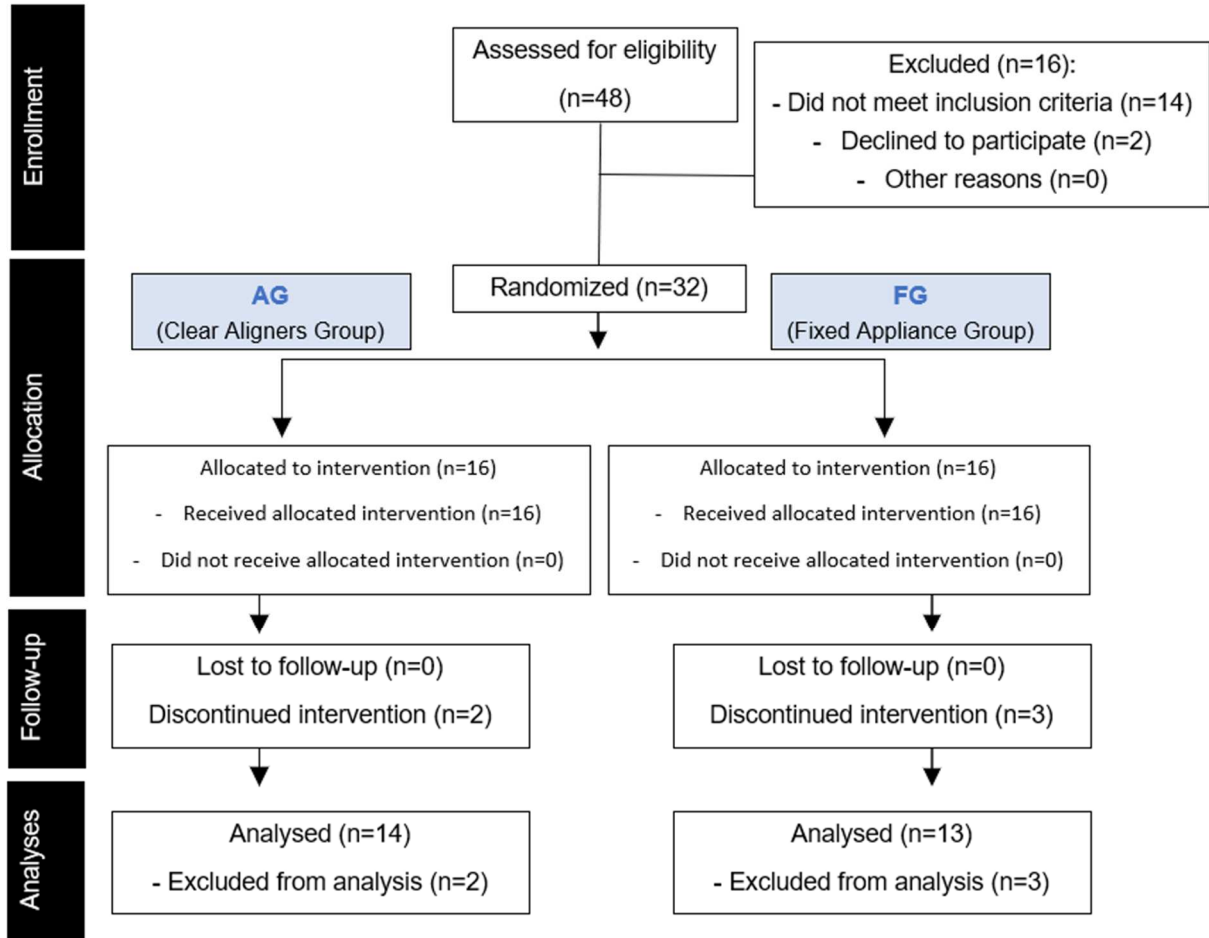 Enrollment
Assessed for eligibility
(n=48)
Excluded (n=16):
- Did not meet inclusion criteria (n=14)
- Declined to participate (n=2)
- Other reasons (n=0)
Allocation
Randomized (n=32)
AG
(Clear Aligners Group)
FG
(Fixed Appliance Group)
Allocated to intervention (n=16)
- Received allocated intervention (n=16)
- Did not receive allocated intervention (n=0)
Allocated to intervention (n=16)
- Received allocated intervention (n=16)
- Did not receive allocated intervention (n=0)
Follow-up
Lost to follow-up (n=0)
Discontinued intervention (n=2)
Lost to follow-up (n=0)
Discontinued intervention (n=3)
Analyses
Analysed (n=14)
- Excluded from analysis (n=2)
Analysed (n=13)
- Excluded from analysis (n=3)